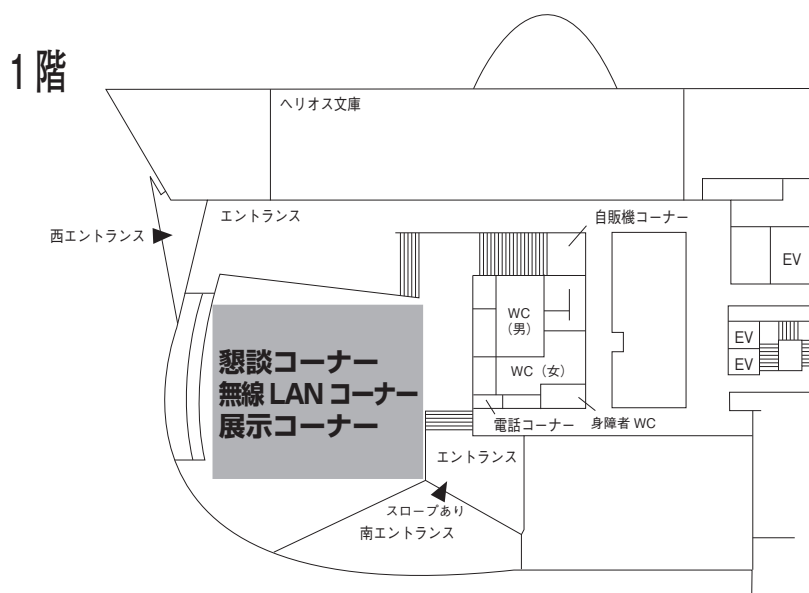 1階
ヘリオス文庫
エントランス
自販機コーナー
西エントランス
EV
WC
（男）
EV
EV
懇談コーナー
無線 LAN コーナー
展示コーナー
WC（女）
電話コーナー
身障者 WC
エントランス
スロープあり
南エントランス